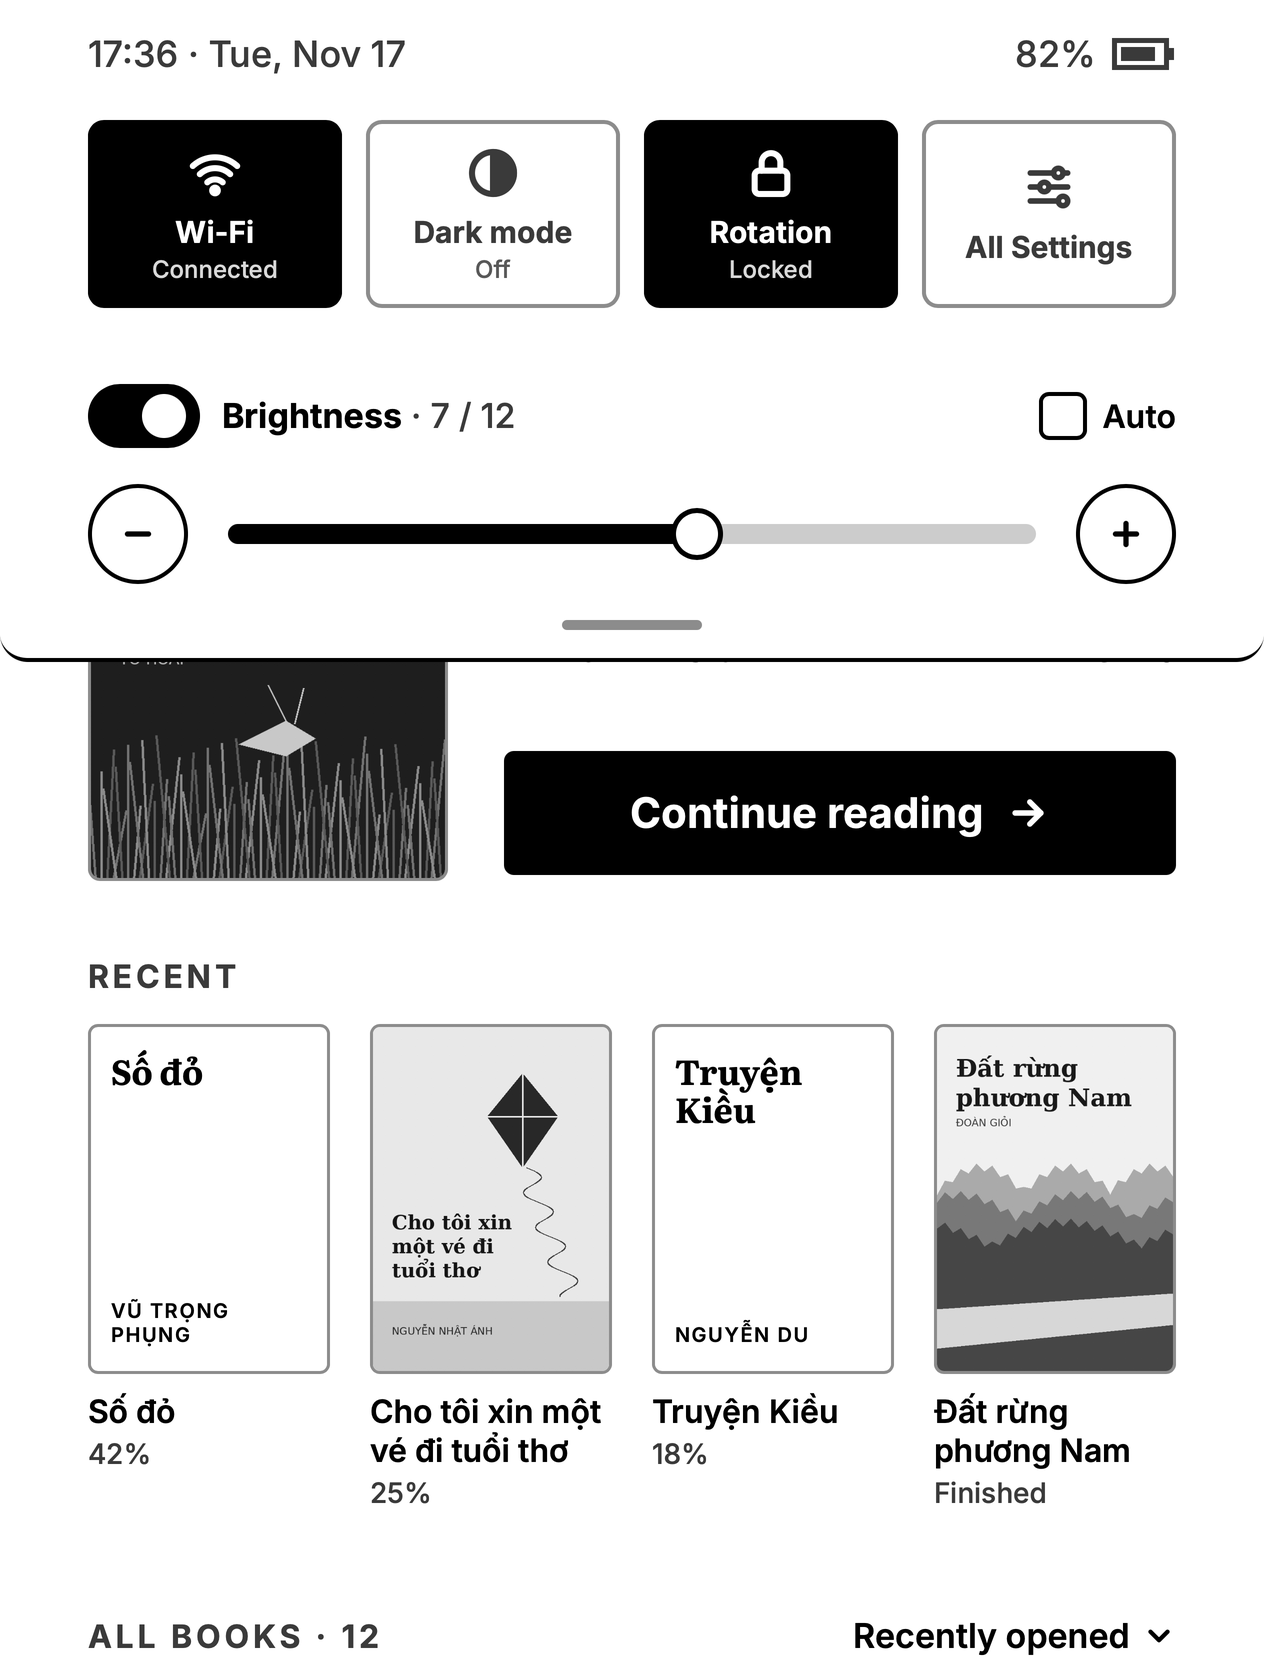 17:36 · Tue, Nov 17
82%
Wi-Fi
Connected
Dark mode
Off
Rotation
Locked
All Settings
Brightness · 7 / 12
Auto
Continue reading →
RECENT
Số đỏ
VŨ TRỌNG
PHỤNG
Cho tôi xin
một vé đi
tuổi thơ
NGUYỄN NHẬT ÁNH
Truyện
Kiều
NGUYỄN DU
Đất rừng
phương Nam
ĐOÀN GIỎI
Số đỏ
42%
Cho tôi xin một
vé đi tuổi thơ
25%
Truyện Kiều
18%
Đất rừng
phương Nam
Finished
ALL BOOKS · 12
Recently opened